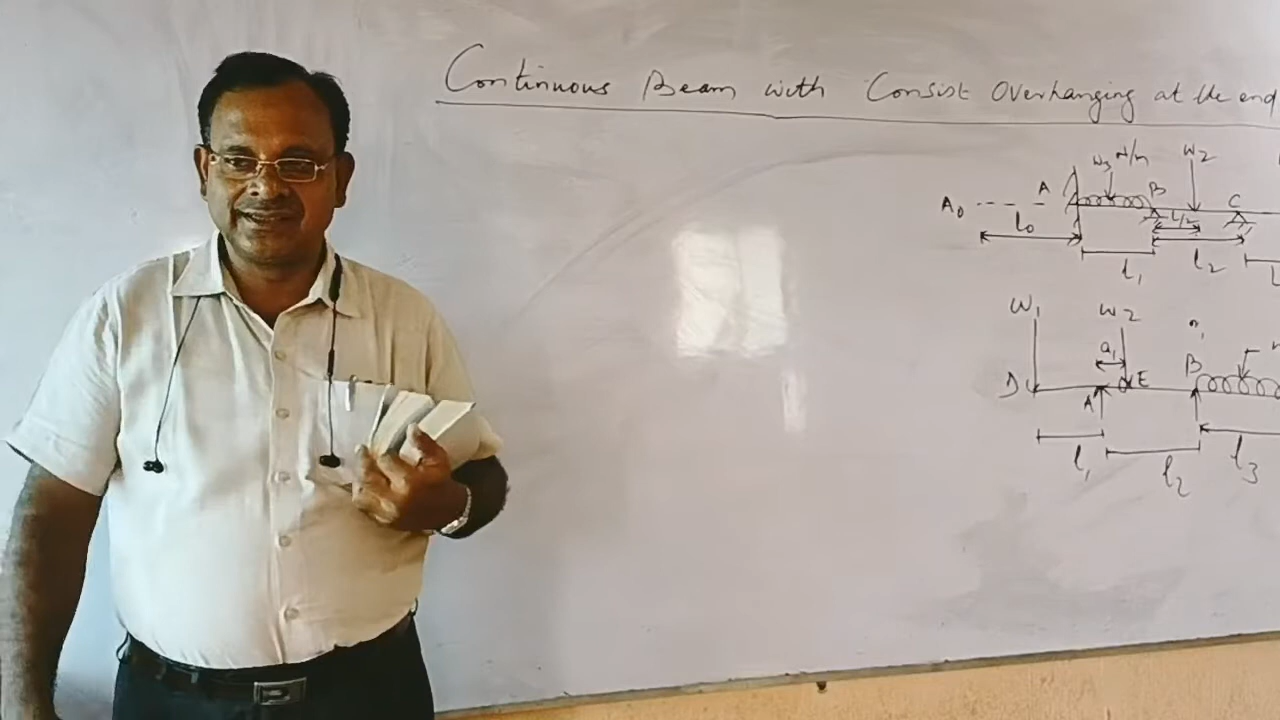 Continuous Beam with Consist Overhanging at the end
w3 N/m W2
A0 A B C
L/2
l0
l1 l2
W1 W2
a1
D A E B
l1 l2 l3